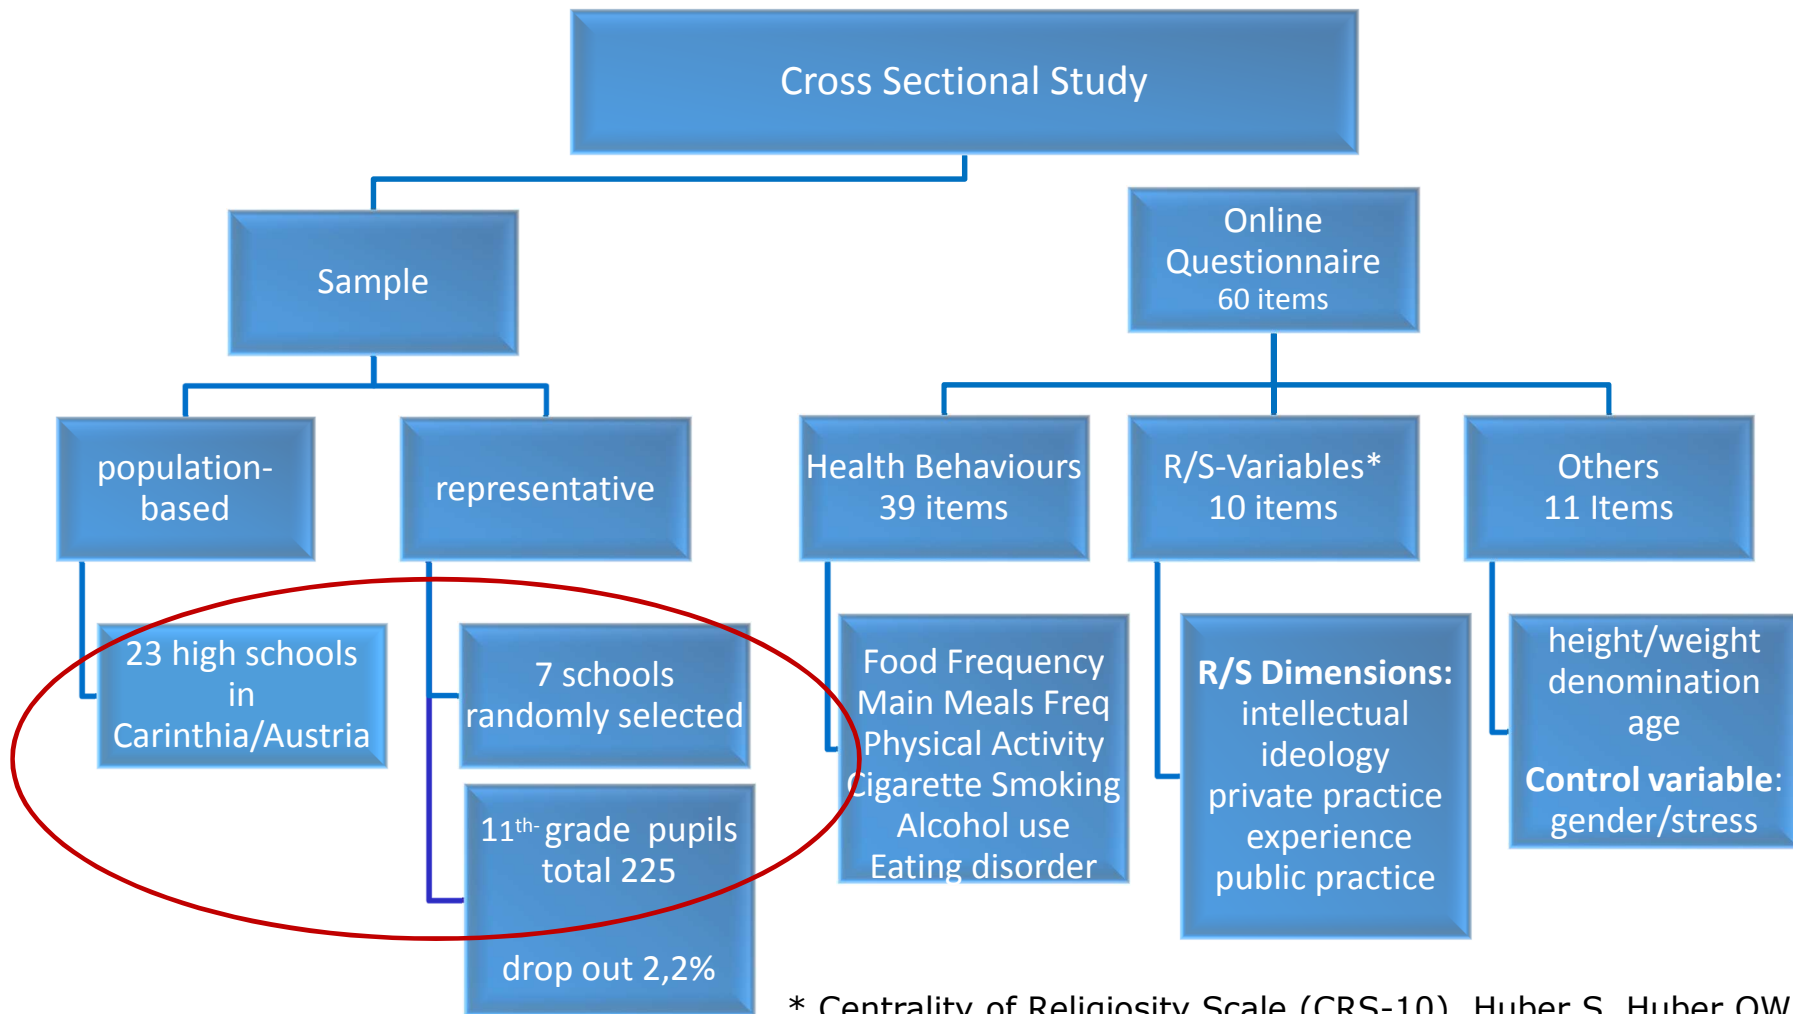 Cross Sectional Study
Sample
Online
Questionnaire
60 items
population-
based
representative
Health Behaviours
39 items
R/S-Variables*
10 items
Others
11 Items
23 high schools
in
Carinthia/Austria
7 schools
randomly selected
11th- grade pupils
total 225
drop out 2,2%
Food Frequency
Main Meals Freq
Physical Activity
Cigarette Smoking
Alcohol use
Eating disorder
R/S Dimensions:
intellectual
ideology
private practice
experience
public practice
height/weight
denomination
age
Control variable:
gender/stress
* Centrality of Religiosity Scale (CRS-10), Huber S, Huber OW